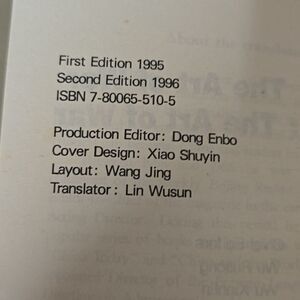 First Edition 1995
Second Edition 1996
ISBN 7-80065-510-5
Production Editor: Dong Enbo
Cover Design: Xiao Shuyin
Layout: Wang Jing
Translator: Lin Wusun